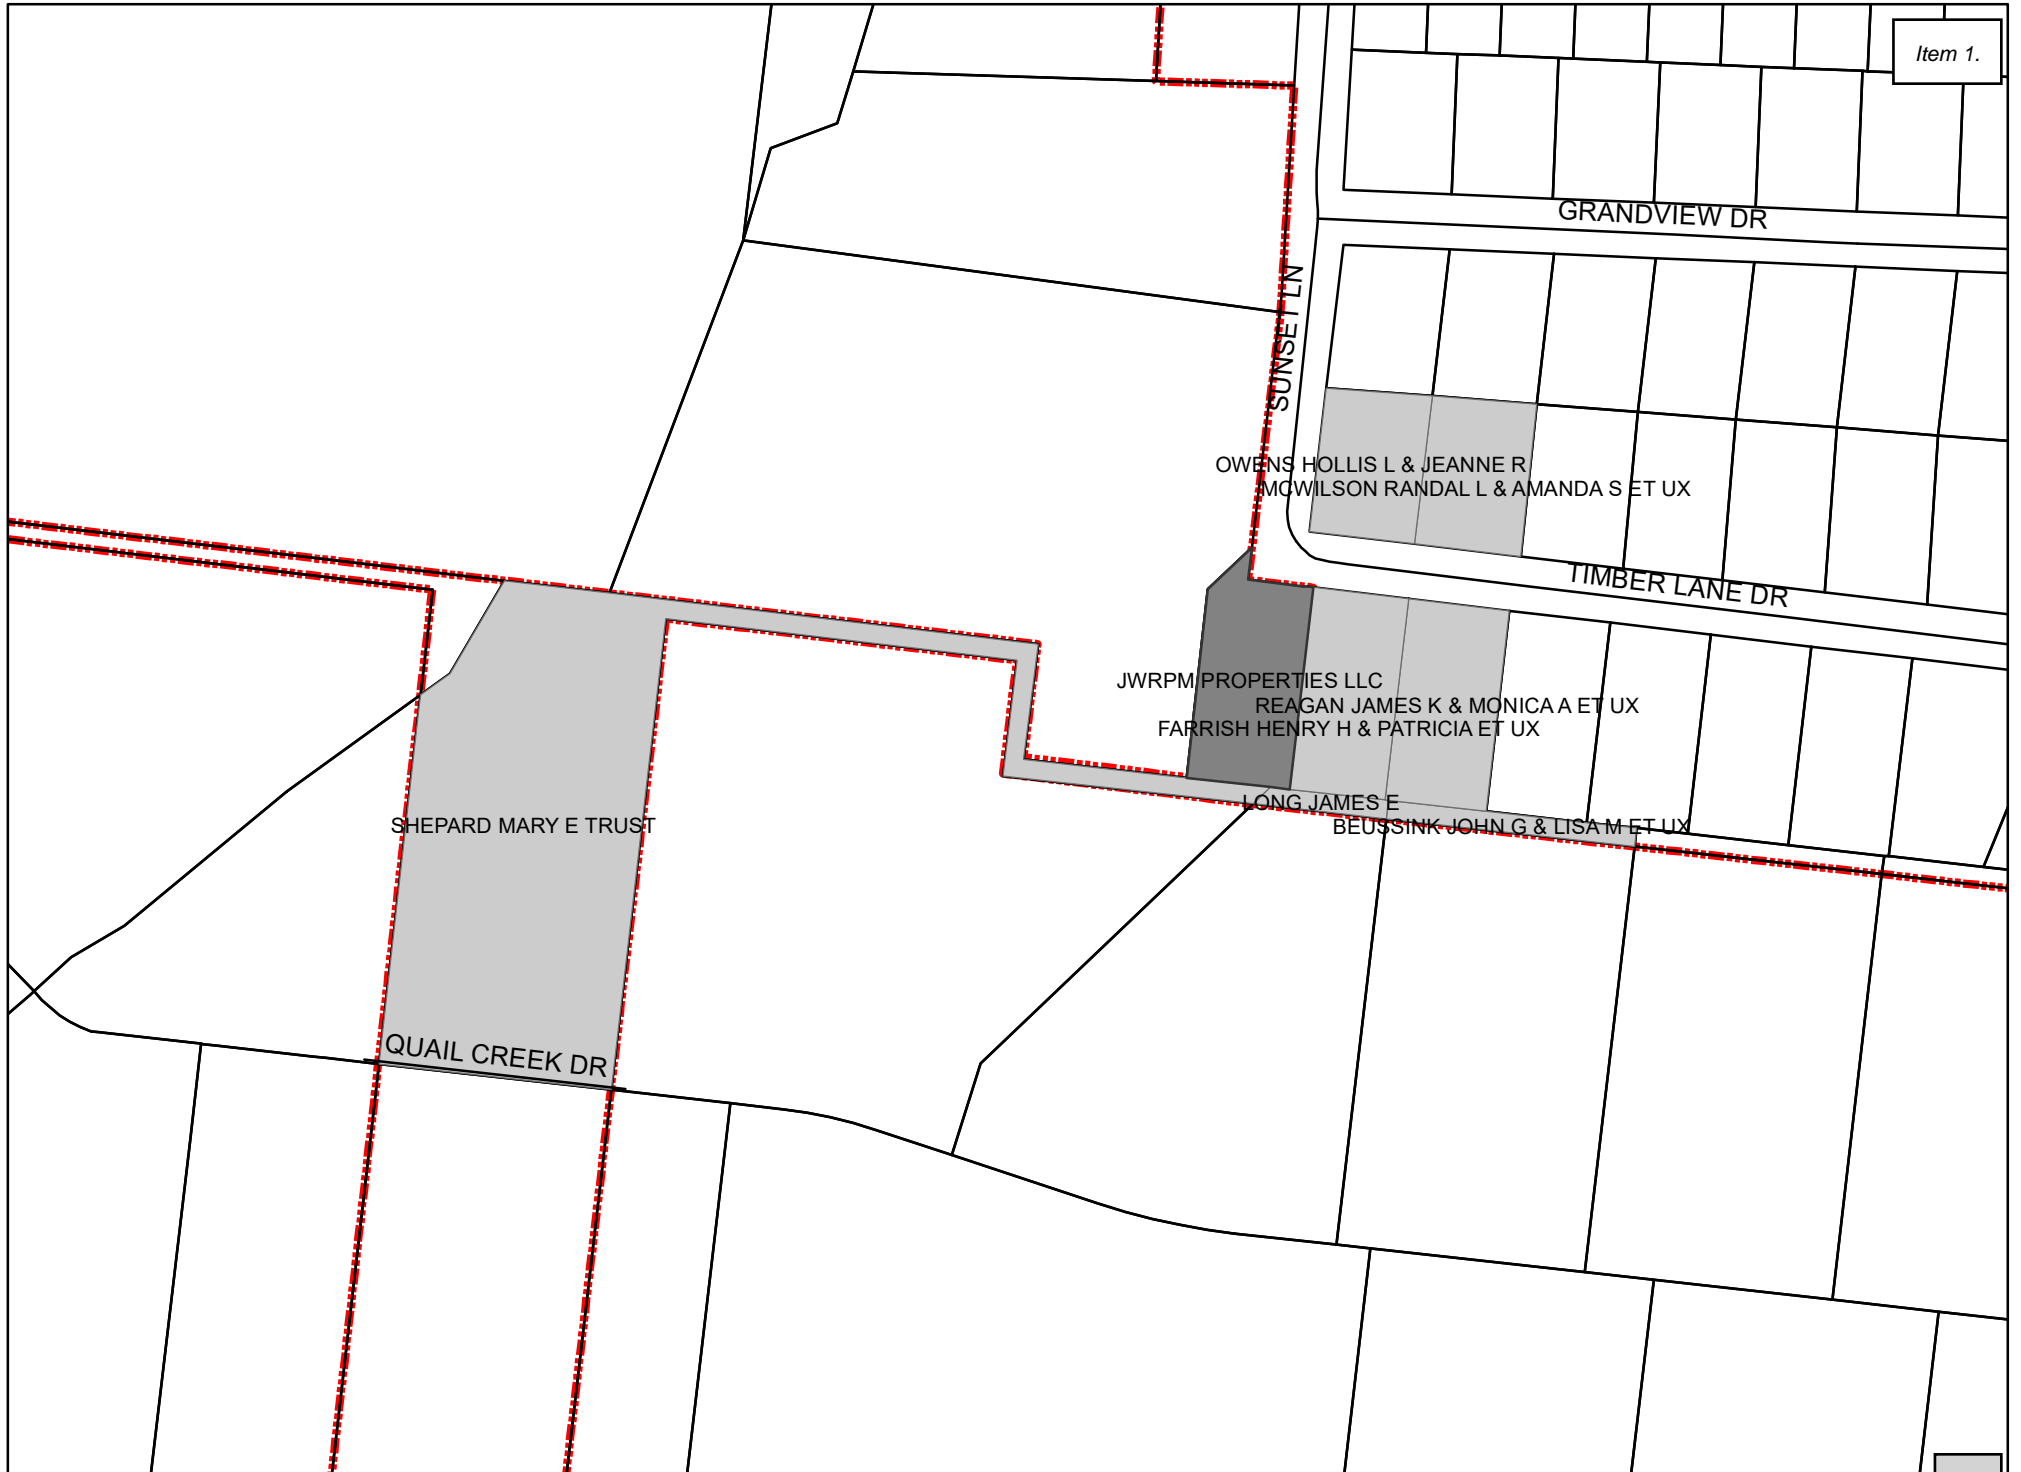 Item 1.
GRANDVIEW DR
SUNSET LN
OWENS HOLLIS L & JEANNE R
MCWILSON RANDAL L & AMANDA S ET UX
TIMBER LANE DR
JWRPM PROPERTIES LLC
REAGAN JAMES K & MONICA A ET UX
FARRISH HENRY H & PATRICIA ET UX
LONG JAMES E
BEUSSINK JOHN G & LISA M ET UX
SHEPARD MARY E TRUST
QUAIL CREEK DR